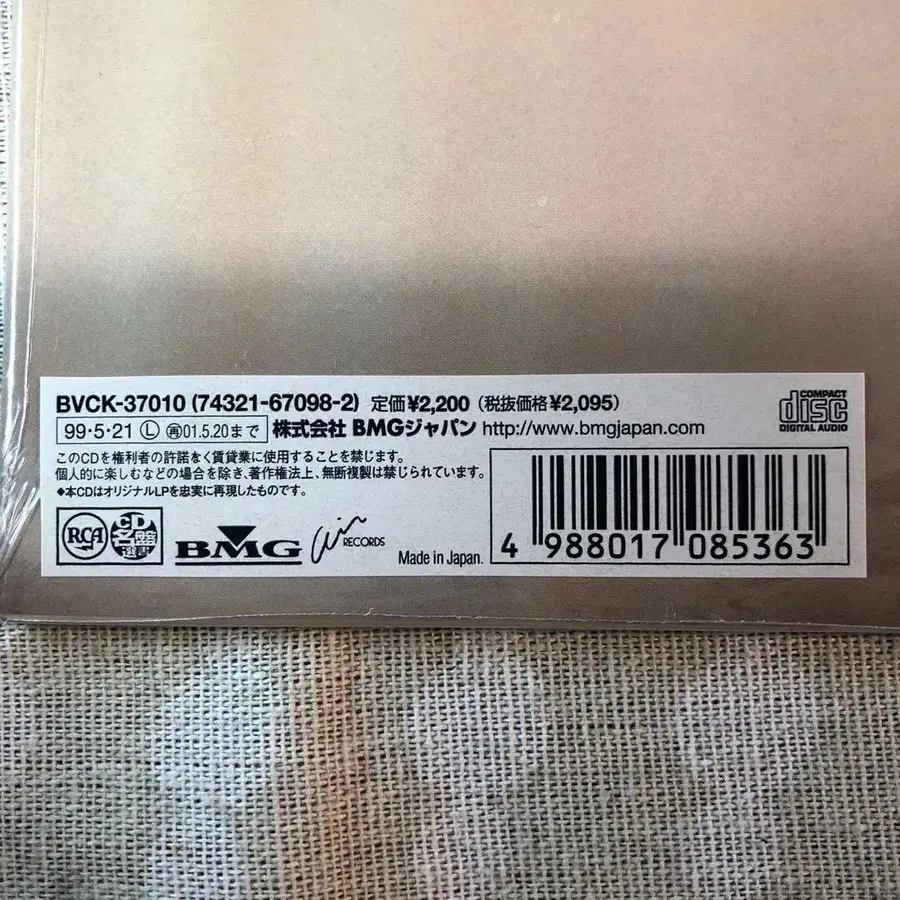 BVCK-37010 (74321-67098-2) 定価¥2,200 (税抜価格¥2,095)
COMPACT
disc
DIGITAL AUDIO
99・5・21 Ⓛ ㊢01.5.20まで 株式会社 BMGジャパン http://www.bmgjapan.com
このCDを権利者の許諾なく賃貸業に使用することを禁じます。
個人的に楽しむなどの場合を除き、著作権法上、無断複製は禁じられています。
◆本CDはオリジナルLPを忠実に再現したものです。
RCA
CD
名盤
選書
BMG
Air
RECORDS
Made in Japan.
4 988017 085363